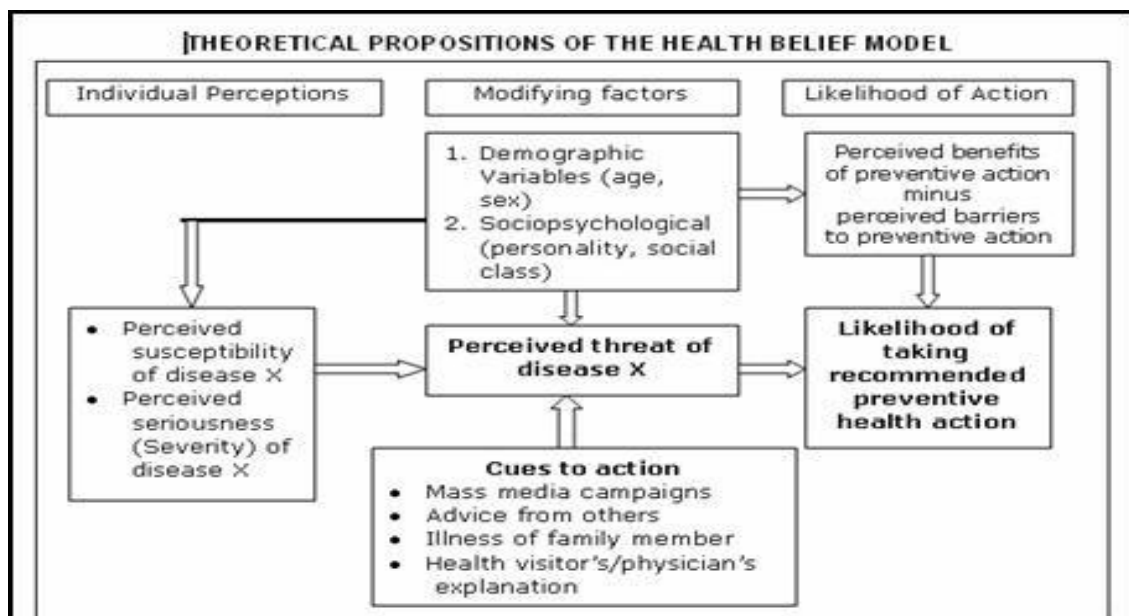 THEORETICAL PROPOSITIONS OF THE HEALTH BELIEF MODEL
Individual Perceptions
Modifying factors
Likelihood of Action
1. Demographic
Variables (age,
sex)
2. Sociopsychological
(personality, social
class)
Perceived benefits
of preventive action
minus
perceived barriers
to preventive action
• Perceived
susceptibility
of disease X
• Perceived
seriousness
(Severity) of
disease X
Perceived threat of
disease X
Likelihood of
taking
recommended
preventive
health action
Cues to action
• Mass media campaigns
• Advice from others
• Illness of family member
• Health visitor's/physician's
explanation